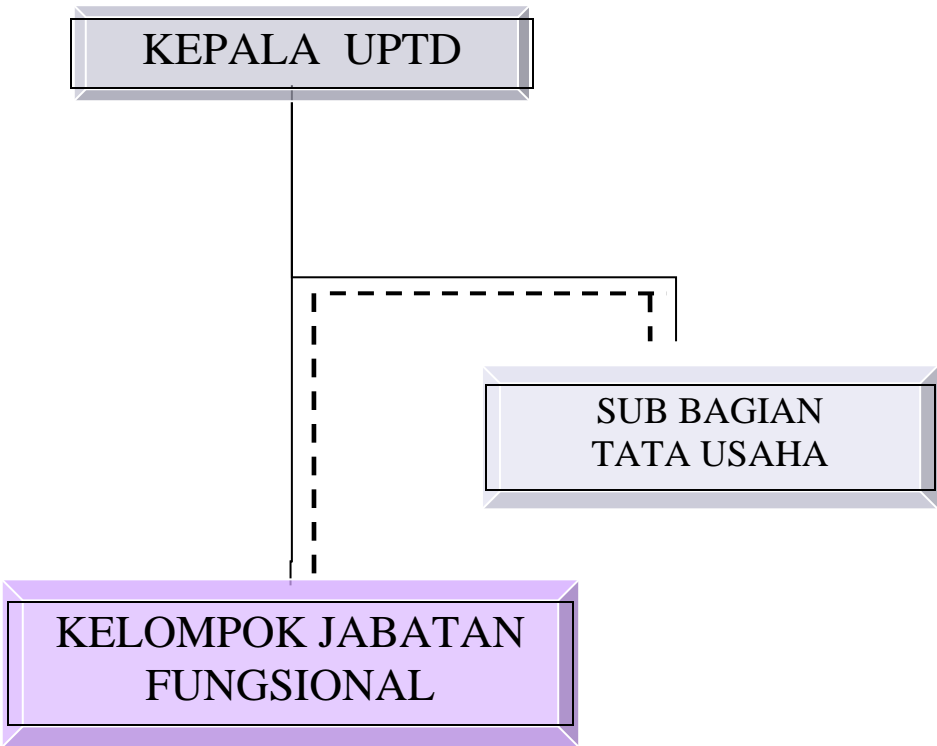 KEPALA UPTD
SUB BAGIAN
TATA USAHA
KELOMPOK JABATAN
FUNGSIONAL